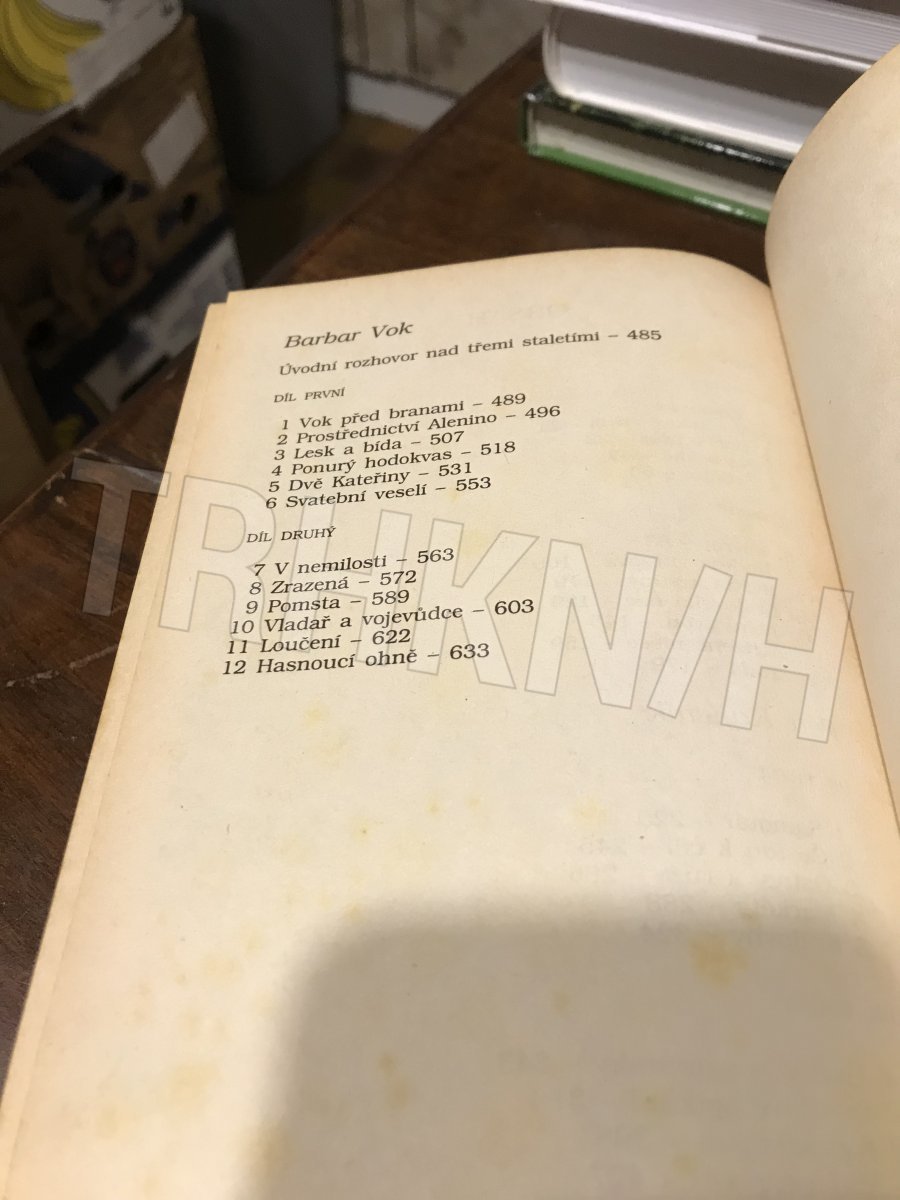 Barbar Vok
Úvodní rozhovor nad třemi staletími – 485
DÍL PRVNÍ
1 Vok před branami – 489
2 Prostřednictví Alenino – 496
3 Lesk a bída – 507
4 Ponurý hodokvas – 518
5 Dvě Kateřiny – 531
6 Svatební veselí – 553
DÍL DRUHÝ
7 V nemilosti – 563
8 Zrazená – 572
9 Pomsta – 589
10 Vladař a vojevůdce – 603
11 Loučení – 622
12 Hasnoucí ohně – 633
TRHKN/H